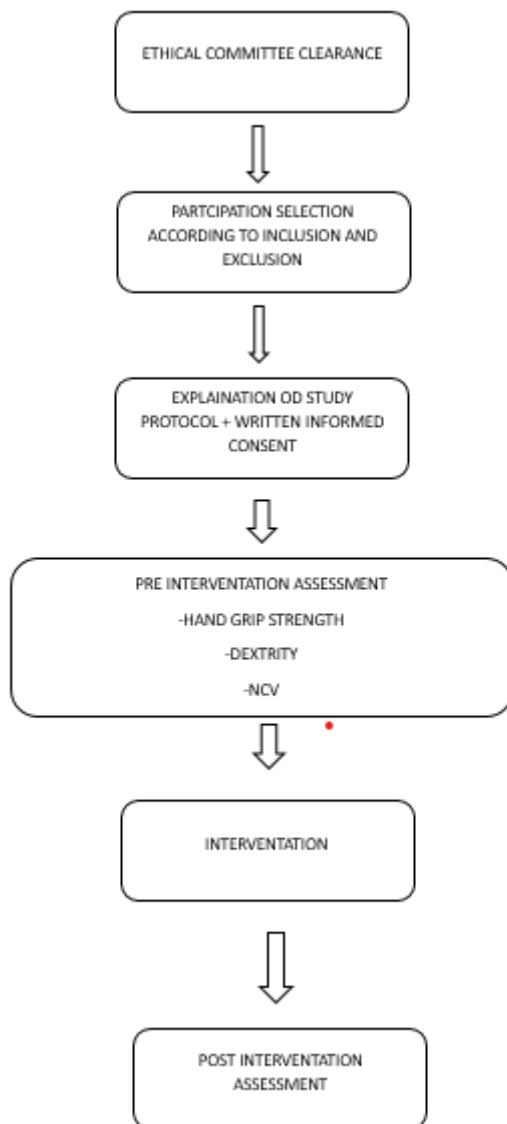 ETHICAL COMMITTEE CLEARANCE
PARTCIPATION SELECTION
ACCORDING TO INCLUSION AND
EXCLUSION
EXPLAINATION OD STUDY
PROTOCOL + WRITTEN INFORMED
CONSENT
PRE INTERVENTATION ASSESSMENT
-HAND GRIP STRENGTH
-DEXTRITY
-NCV
INTERVENTATION
POST INTERVENTATION
ASSESSMENT